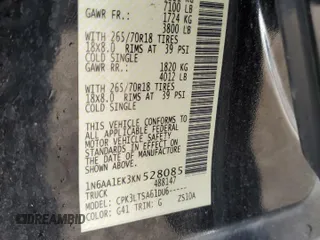 7100 LB
GAWR FR.: 1724 KG
3800 LB
WITH 265/70R18 TIRES
18X8.0 RIMS AT 39 PSI
COLD SINGLE
GAWR RR.: 1820 KG
4012 LB
WITH 265/70R18 TIRES
18X8.0 RIMS AT 39 PSI
COLD SINGLE
THIS VEHICLE CONFORMS TO
ALL APPLICABLE FEDERAL
MOTOR VEHICLE SAFETY
STANDARDS IN EFFECT ON
THE DATE OF MANUFACTURE
SHOWN ABOVE.
1N6AA1EK3KN528085
TRUCK 488147
MODEL: CPK3LTSA61DU6-----
COLOR: G41 TRIM: G ZS10A